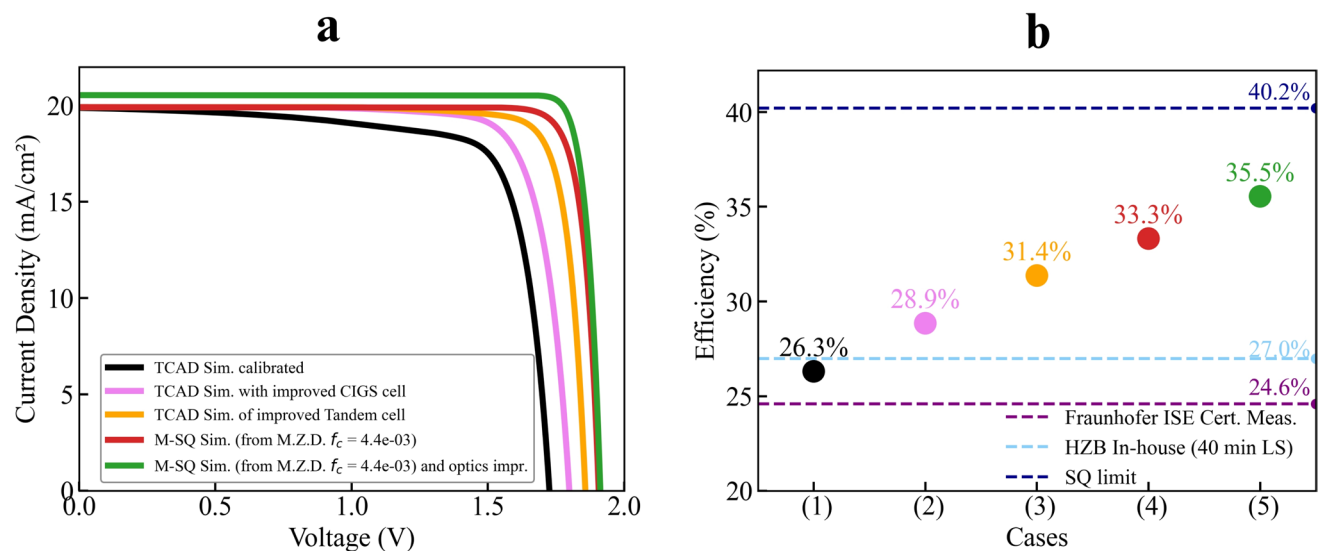 a
Current Density (mA/cm²)
20
15
10
5
0
TCAD Sim. calibrated
TCAD Sim. with improved CIGS cell
TCAD Sim. of improved Tandem cell
M-SQ Sim. (from M.Z.D. fc = 4.4e-03)
M-SQ Sim. (from M.Z.D. fc = 4.4e-03) and optics impr.
0.0 0.5 1.0 1.5 2.0
Voltage (V)
b
Efficiency (%)
40
35
30
25
20
40.2%
35.5%
33.3%
31.4%
28.9%
26.3%
27.0%
24.6%
Fraunhofer ISE Cert. Meas.
HZB In-house (40 min LS)
SQ limit
(1) (2) (3) (4) (5)
Cases